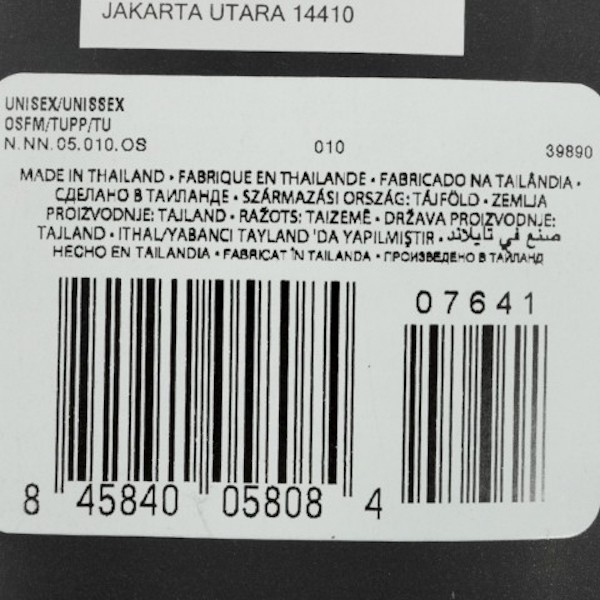 JAKARTA UTARA 14410
UNISEX/UNISSEX
OSFM/TUPP/TU
N.NN.05.010.OS 010 39890
MADE IN THAILAND • FABRIQUE EN THAILANDE • FABRICADO NA TAILÂNDIA •
СДЕЛАНО В ТАИЛАНДЕ • SZÁRMAZÁSI ORSZÁG: TÁJFÖLD • ZEMLJA
PROIZVODNJE: TAJLAND • RAŽOTS: TAIZEMĒ • DRŽAVA PROIZVODNJE:
TAJLAND • ITHAL/YABANCI TAYLAND 'DA YAPILMIŞTIR • صنع في تايلاند
HECHO EN TAILANDIA • FABRICAT ÎN TAILANDA • ПРОИЗВЕДЕНО В ТАЙЛАНД
07641
8 45840 05808 4